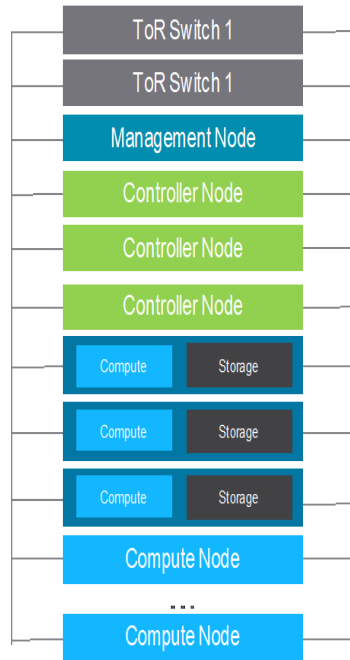 ToR Switch 1
ToR Switch 1
Management Node
Controller Node
Controller Node
Controller Node
Compute Storage
Compute Storage
Compute Storage
Compute Node
...
Compute Node